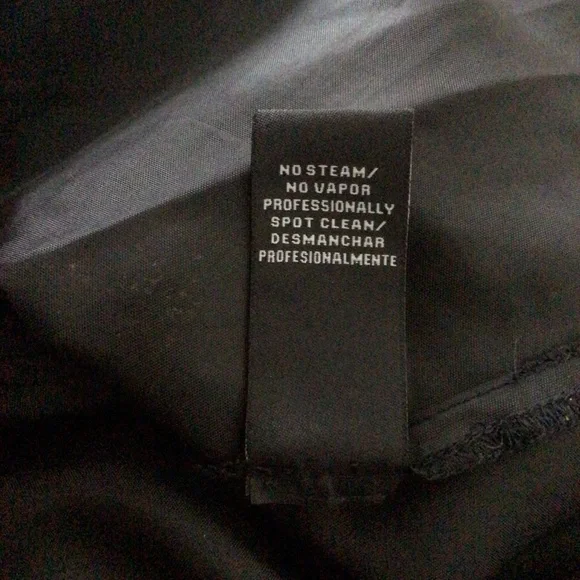 NO STEAM/
NO VAPOR
PROFESSIONALLY
SPOT CLEAN/
DESMANCHAR
PROFESIONALMENTE